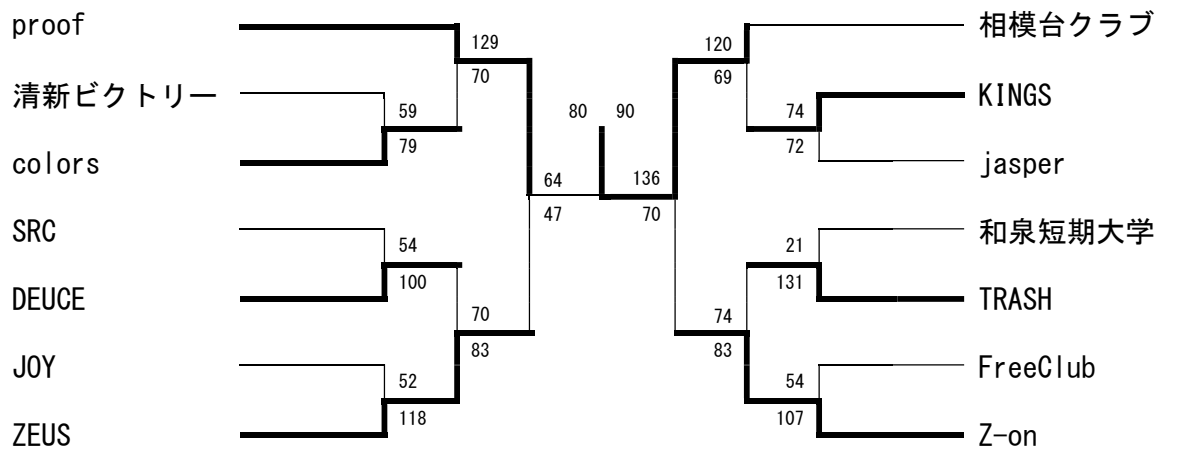 proof
清新ビクトリー
colors
SRC
DEUCE
JOY
ZEUS
129
70
59
79
64
47
54
100
70
83
52
118
80 90
120
69
74
72
136
70
21
131
74
83
54
107
相模台クラブ
KINGS
jasper
和泉短期大学
TRASH
FreeClub
Z-on